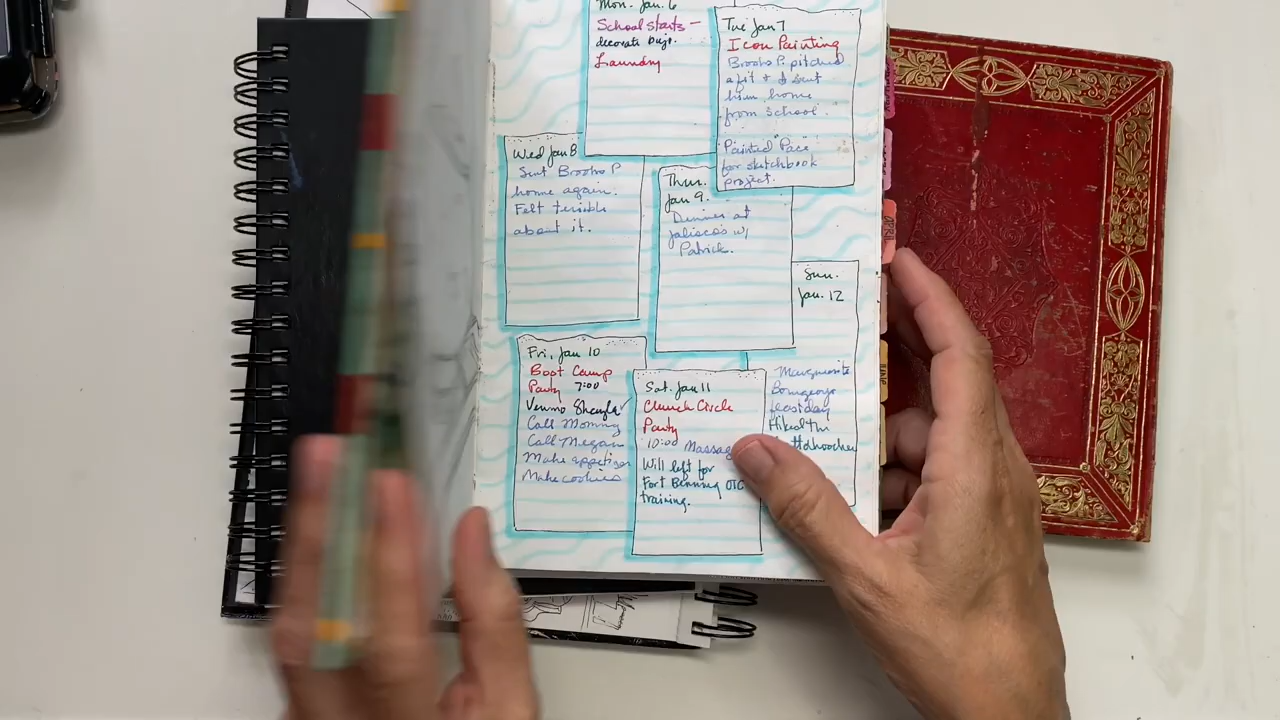 Mon. Jan. 6
School starts -
decorate bags.
Laundry
Tue Jan 7
Icon Painting
Brooks P. pitched
a fit & I sent
him home
from school.
"Painted Pace"
for sketchbook
project.
Wed Jan 8
Sent Brooks P
home again.
Felt terrible
about it.
Thur.
Jan 9.
Dinner at
Jalisco's w/
Patrick.
Fri, Jan 10
Boot Camp
Party 7:00
Venmo
Call Mommy
Call Megan
Make appetizer
Make cookies
Sat. Jan 11
Church Circle
Party
10:00 Massage
Will left for
Fort Benning OTC
training.
Sun.
Jan. 12
Marguerite
Bourgeoys
feast day
Hiked the
APRIL